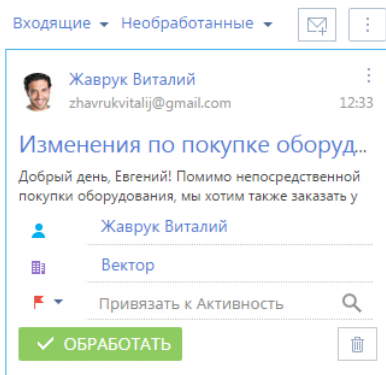 Входящие Необработанные
Жаврук Виталий
zhavrukvitalij@gmail.com 12:33
Изменения по покупке оборуд...
Добрый день, Евгений! Помимо непосредственной
покупки оборудования, мы хотим также заказать у
Жаврук Виталий
Вектор
Привязать к Активность
ОБРАБОТАТЬ